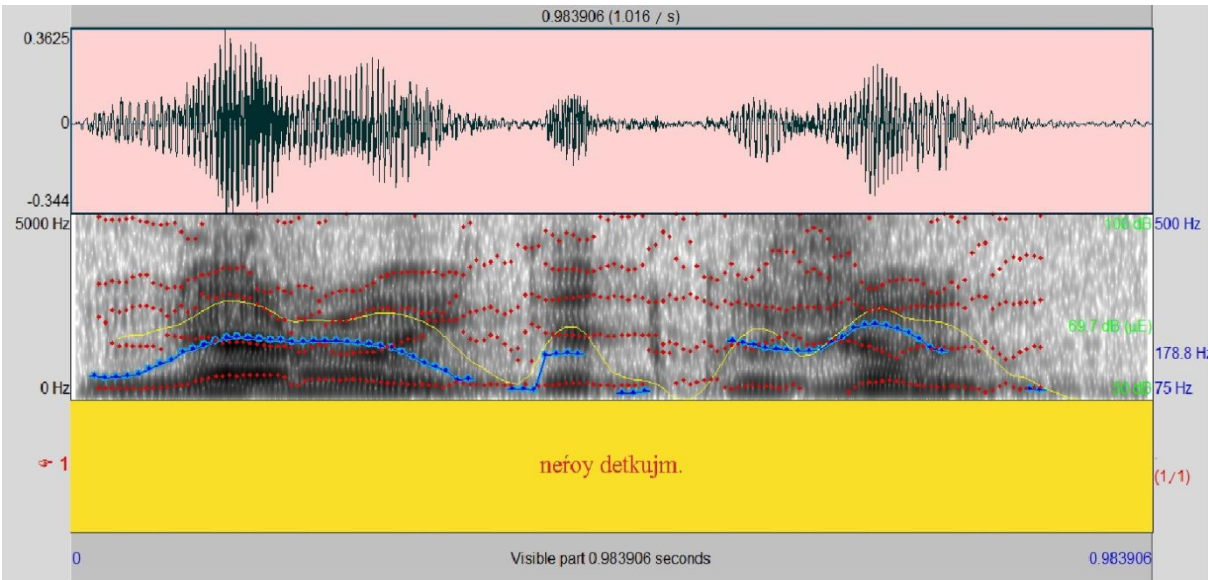 0.983906 (1.016 / s)
0.3625
0
-0.344
5000 Hz
100 dB 500 Hz
69.7 dB (µE)
178.8 Hz
0 Hz
75 Hz
1
neŕoy detkujm.
(1/1)
0
Visible part 0.983906 seconds
0.983906